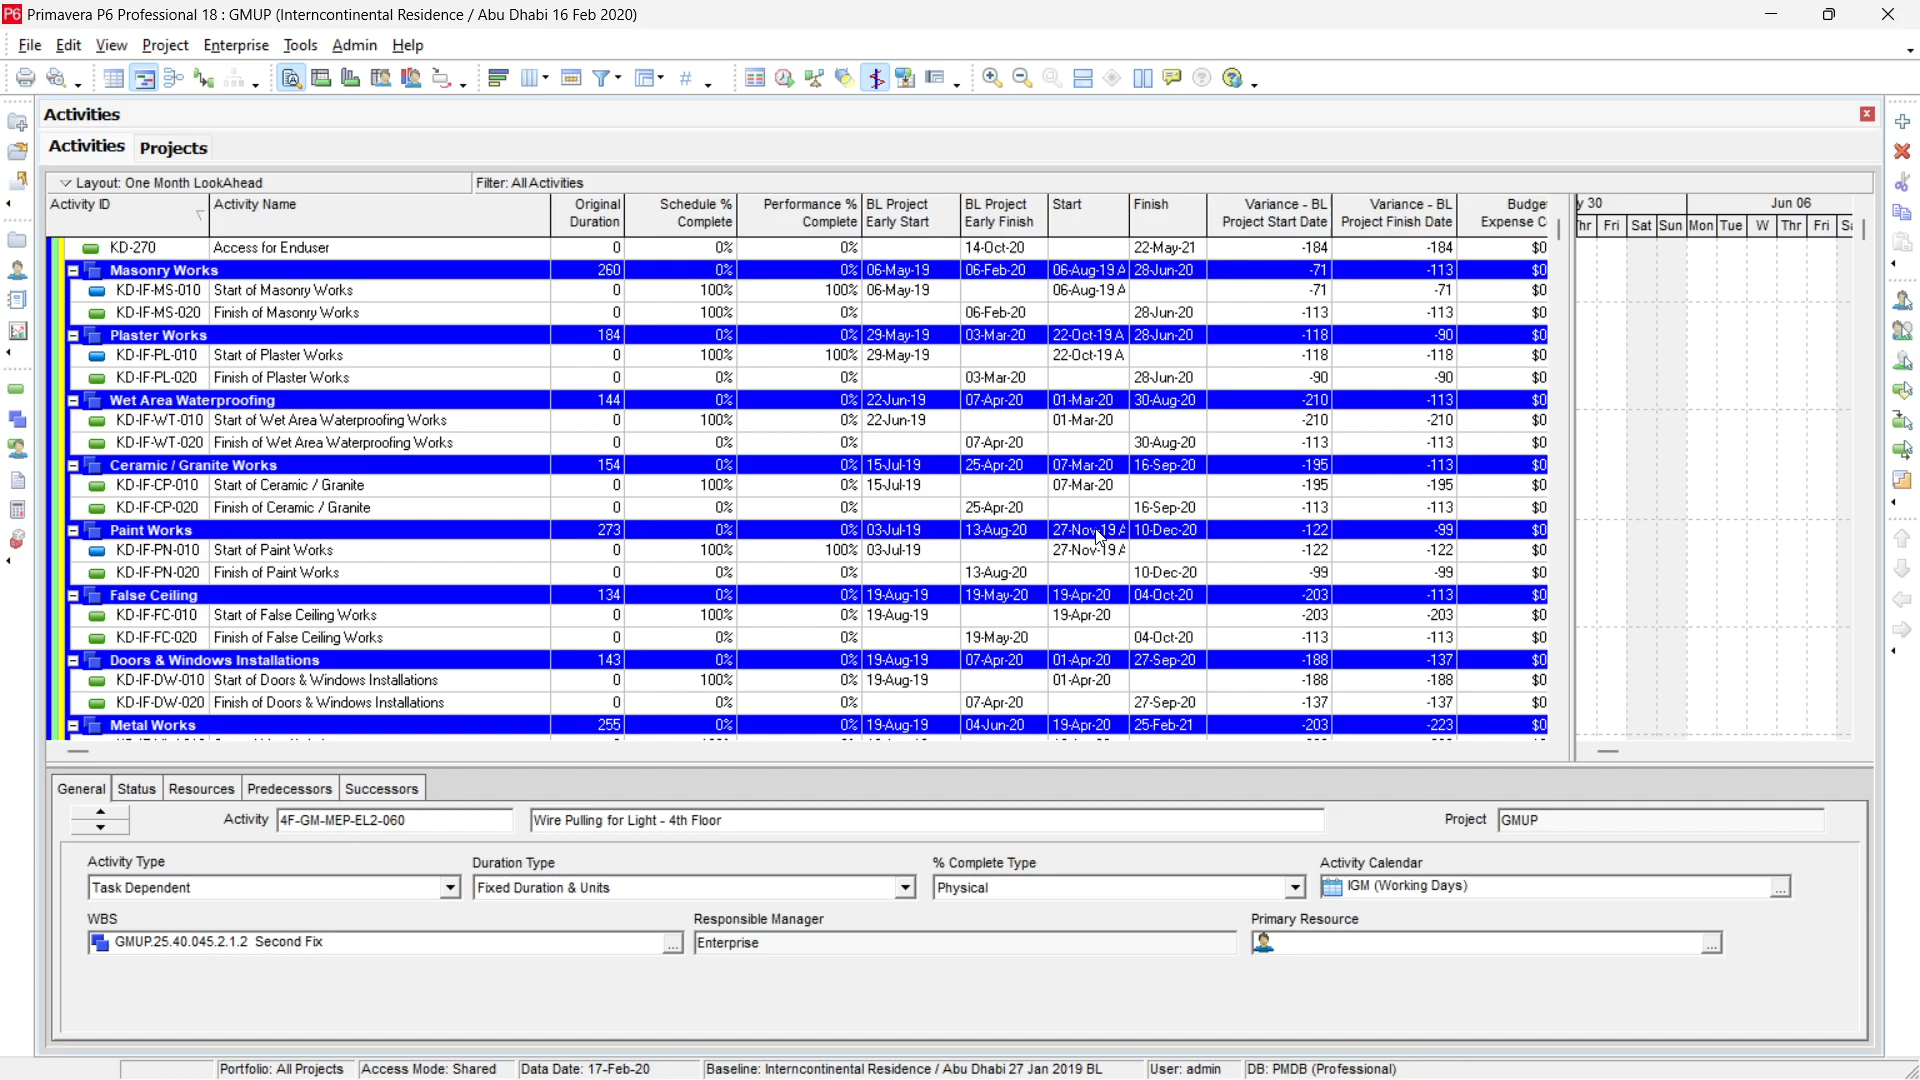 P6 Primavera P6 Professional 18 : GMUP (Interncontinental Residence / Abu Dhabi 16 Feb 2020)
File Edit View Project Enterprise Tools Admin Help
Activities
Activities Projects
Layout: One Month LookAhead Filter: All Activities
Activity ID Activity Name Original Duration Schedule % Complete Performance % Complete BL Project Early Start BL Project Early Finish Start Finish Variance - BL Project Start Date Variance - BL Project Finish Date Budge Expense C y 30 Jun 06
hr Fri Sat Sun Mon Tue W Thr Fri Sa
KD-270 Access for Enduser 0 0% 0% 14-Oct-20 22-May-21 -184 -184 $0
Masonry Works 260 0% 0% 06-May-19 06-Feb-20 06-Aug-19 A 28-Jun-20 -71 -113 $0
KD-IF-MS-010 Start of Masonry Works 0 100% 100% 06-May-19 06-Aug-19 A -71 -71 $0
KD-IF-MS-020 Finish of Masonry Works 0 100% 0% 06-Feb-20 28-Jun-20 -113 -113 $0
Plaster Works 184 0% 0% 29-May-19 03-Mar-20 22-Oct-19 A 28-Jun-20 -118 -90 $0
KD-IF-PL-010 Start of Plaster Works 0 100% 100% 29-May-19 22-Oct-19 A -118 -118 $0
KD-IF-PL-020 Finish of Plaster Works 0 0% 0% 03-Mar-20 28-Jun-20 -90 -90 $0
Wet Area Waterproofing 144 0% 0% 22-Jun-19 07-Apr-20 01-Mar-20 30-Aug-20 -210 -113 $0
KD-IF-WT-010 Start of Wet Area Waterproofing Works 0 100% 0% 22-Jun-19 01-Mar-20 -210 -210 $0
KD-IF-WT-020 Finish of Wet Area Waterproofing Works 0 0% 0% 07-Apr-20 30-Aug-20 -113 -113 $0
Ceramic / Granite Works 154 0% 0% 15-Jul-19 25-Apr-20 07-Mar-20 16-Sep-20 -195 -113 $0
KD-IF-CP-010 Start of Ceramic / Granite 0 100% 0% 15-Jul-19 07-Mar-20 -195 -195 $0
KD-IF-CP-020 Finish of Ceramic / Granite 0 0% 0% 25-Apr-20 16-Sep-20 -113 -113 $0
Paint Works 273 0% 0% 03-Jul-19 13-Aug-20 27-Nov-19 A 10-Dec-20 -122 -99 $0
KD-IF-PN-010 Start of Paint Works 0 100% 100% 03-Jul-19 27-Nov-19 A -122 -122 $0
KD-IF-PN-020 Finish of Paint Works 0 0% 0% 13-Aug-20 10-Dec-20 -99 -99 $0
False Ceiling 134 0% 0% 19-Aug-19 19-May-20 19-Apr-20 04-Oct-20 -203 -113 $0
KD-IF-FC-010 Start of False Ceiling Works 0 100% 0% 19-Aug-19 19-Apr-20 -203 -203 $0
KD-IF-FC-020 Finish of False Ceiling Works 0 0% 0% 19-May-20 04-Oct-20 -113 -113 $0
Doors & Windows Installations 143 0% 0% 19-Aug-19 07-Apr-20 01-Apr-20 27-Sep-20 -188 -137 $0
KD-IF-DW-010 Start of Doors & Windows Installations 0 100% 0% 19-Aug-19 01-Apr-20 -188 -188 $0
KD-IF-DW-020 Finish of Doors & Windows Installations 0 0% 0% 07-Apr-20 27-Sep-20 -137 -137 $0
Metal Works 255 0% 0% 19-Aug-19 04-Jun-20 19-Apr-20 25-Feb-21 -203 -223 $0
General Status Resources Predecessors Successors
Activity 4F-GM-MEP-EL2-060 Wire Pulling for Light - 4th Floor Project GMUP
Activity Type Duration Type % Complete Type Activity Calendar
Task Dependent Fixed Duration & Units Physical IGM (Working Days) ...
WBS Responsible Manager Primary Resource
GMUP.25.40.045.2.1.2 Second Fix ... Enterprise ...
Portfolio: All Projects Access Mode: Shared Data Date: 17-Feb-20 Baseline: Interncontinental Residence / Abu Dhabi 27 Jan 2019 BL User: admin DB: PMDB (Professional)